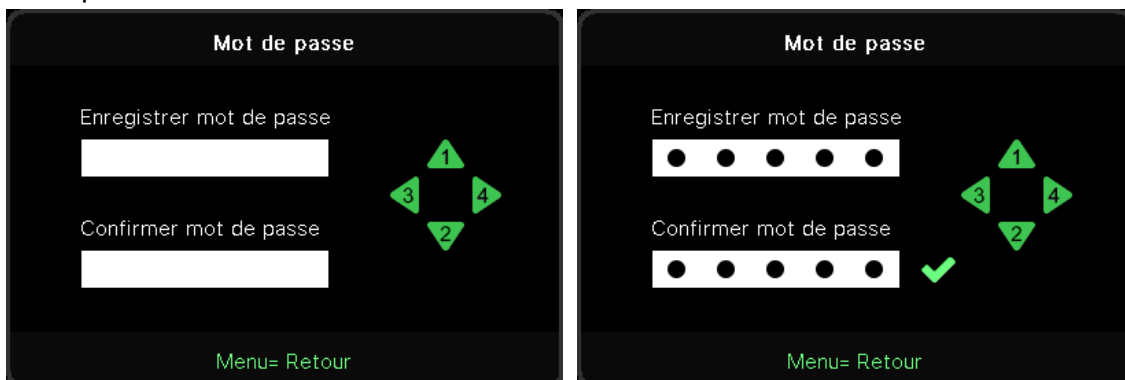 Mot de passe
Enregistrer mot de passe
1
3 4
Confirmer mot de passe
2
Menu= Retour
Mot de passe
Enregistrer mot de passe
1
3 4
Confirmer mot de passe
2
Menu= Retour